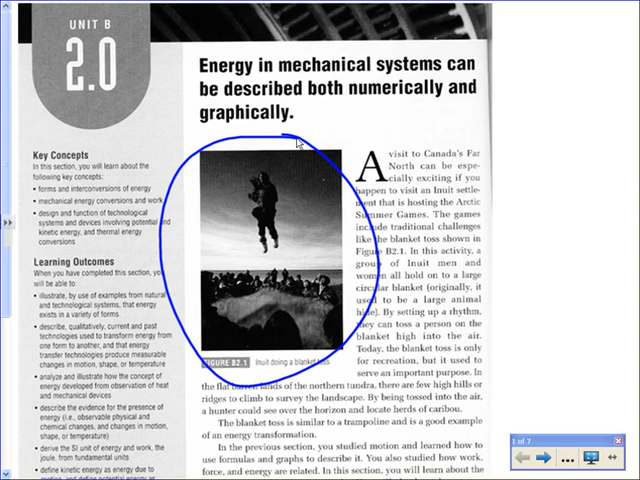 UNIT B
2.0
Energy in mechanical systems can
be described both numerically and
graphically.
Key Concepts
In this section, you will learn about the
following key concepts:
• forms and interconversions of energy
• mechanical energy conversions and work
• design and function of technological
systems and devices involving potential and
kinetic energy, and thermal energy
conversions
Learning Outcomes
When you have completed this section, you
will be able to:
• illustrate, by use of examples from natural
and technological systems, that energy
exists in a variety of forms
• describe, qualitatively, current and past
technologies used to transform energy from
one form to another, and that energy
transfer technologies produce measurable
changes in motion, shape, or temperature
• analyze and illustrate how the concept of
energy developed from observation of heat
and mechanical devices
• describe the evidence for the presence of
energy (i.e., observable physical and
chemical changes, and changes in motion,
shape, or temperature)
• derive the SI unit of energy and work, the
joule, from fundamental units
• define kinetic energy as energy due to
motion, and define potential energy as
FIGURE B2.1 Inuit doing a blanket toss
A visit to Canada's Far
North can be espe-
cially exciting if you
happen to visit an Inuit settle-
ment that is hosting the Arctic
Summer Games. The games
include traditional challenges
like the blanket toss shown in
Figure B2.1. In this activity, a
group of Inuit men and
women all hold on to a large
circular blanket (originally, it
used to be a large animal
hide). By setting up a rhythm,
they can toss a person on the
blanket high into the air.
Today, the blanket toss is only
for recreation, but it used to
serve an important purpose. In
the flat barren lands of the northern tundra, there are few high hills or
ridges to climb to survey the landscape. By being tossed into the air,
a hunter could see over the horizon and locate herds of caribou.
The blanket toss is similar to a trampoline and is a good example
of an energy transformation.
In the previous section, you studied motion and learned how to
use formulas and graphs to describe it. You also studied how work,
force, and energy are related. In this section, you will learn about the
1 of 7